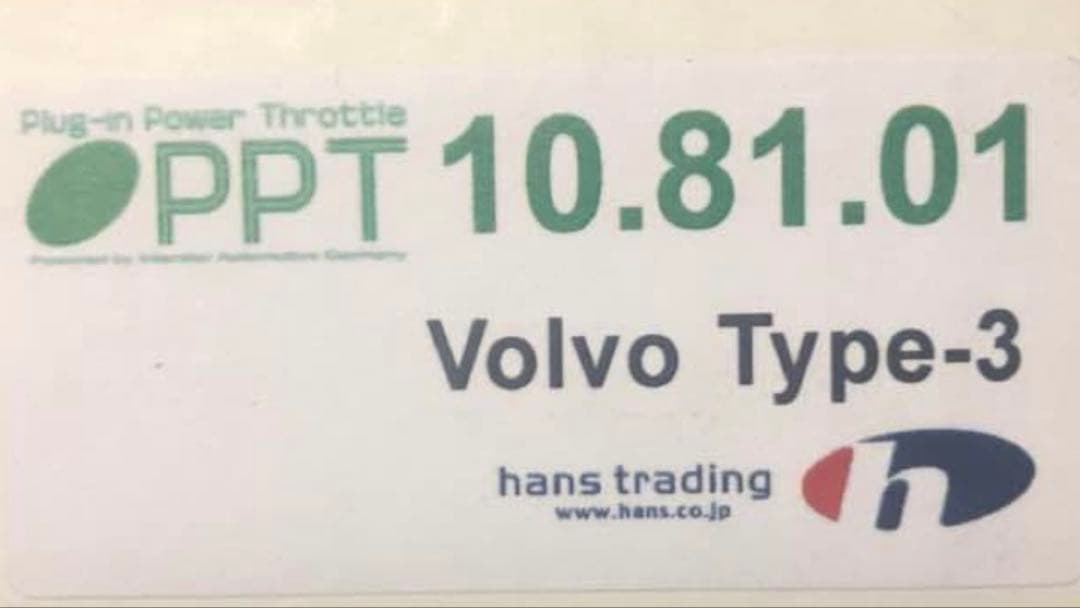 Plug-in Power Throttle
PPT 10.81.01
Volvo Type-3
hans trading
www.hans.co.jp
h